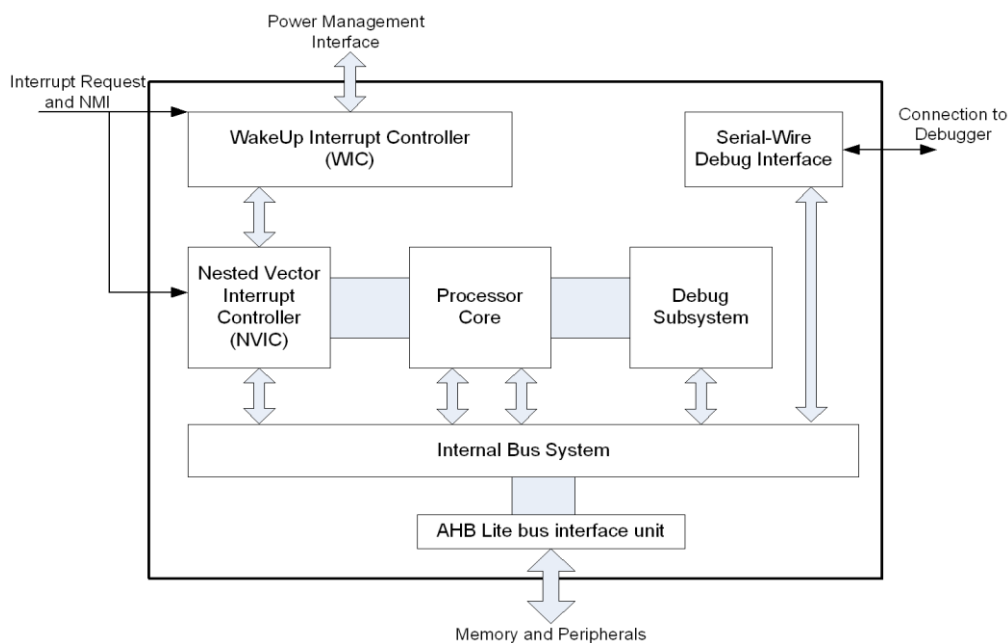 Power Management
Interface
Interrupt Request
and NMI
WakeUp Interrupt Controller
(WIC)
Serial-Wire
Debug Interface
Connection to
Debugger
Nested Vector
Interrupt
Controller
(NVIC)
Processor
Core
Debug
Subsystem
Internal Bus System
AHB Lite bus interface unit
Memory and Peripherals